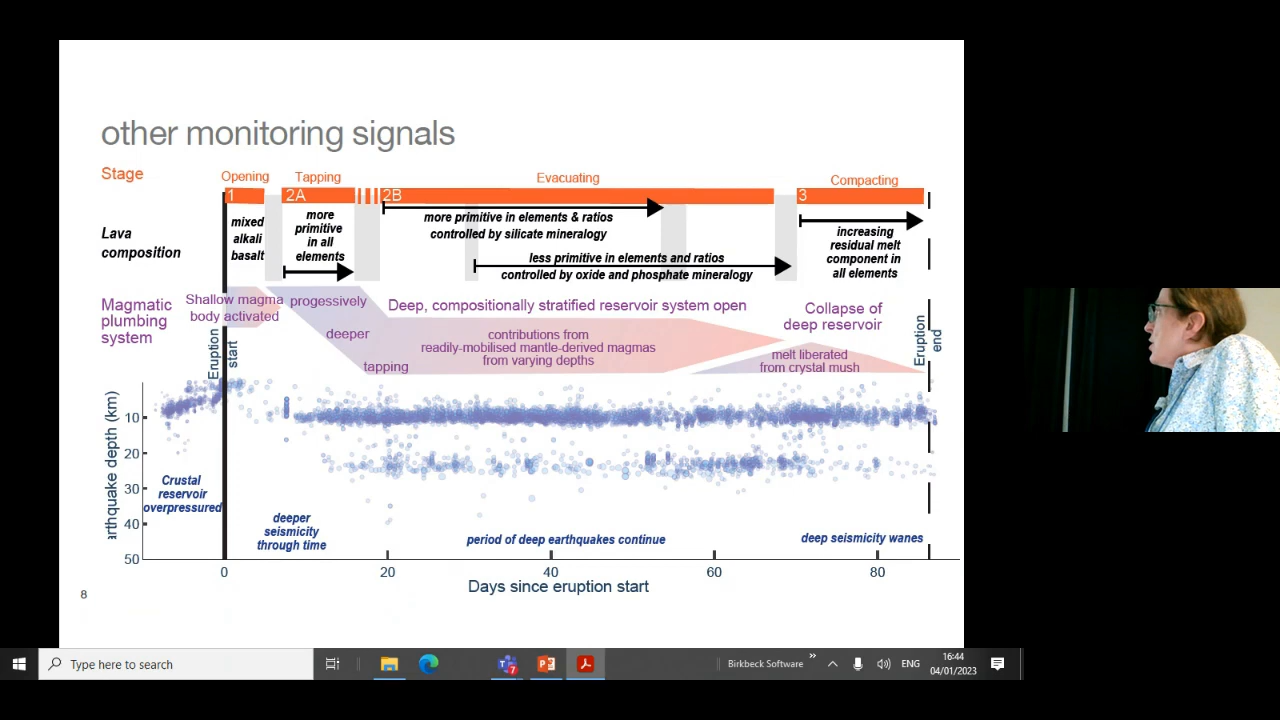 other monitoring signals
Stage
Opening
Tapping
Evacuating
Compacting
1
2A
2B
3
Lava
composition
mixed
alkali
basalt
more
primitive
in all
elements
more primitive in elements & ratios
controlled by silicate mineralogy
less primitive in elements and ratios
controlled by oxide and phosphate mineralogy
increasing
residual melt
component in
all elements
Magmatic
plumbing
system
Shallow magma
body activated
progessively
deeper
tapping
Deep, compositionally stratified reservoir system open
contributions from
readily-mobilised mantle-derived magmas
from varying depths
Collapse of
deep reservoir
melt liberated
from crystal mush
Eruption
start
Eruption
end
arthquake depth (km)
10
20
30
40
50
Crustal
reservoir
overpressured
deeper
seismicity
through time
period of deep earthquakes continue
deep seismicity wanes
0
20
40
60
80
Days since eruption start
8
Type here to search
7
Birkbeck Software
ENG
16:44
04/01/2023